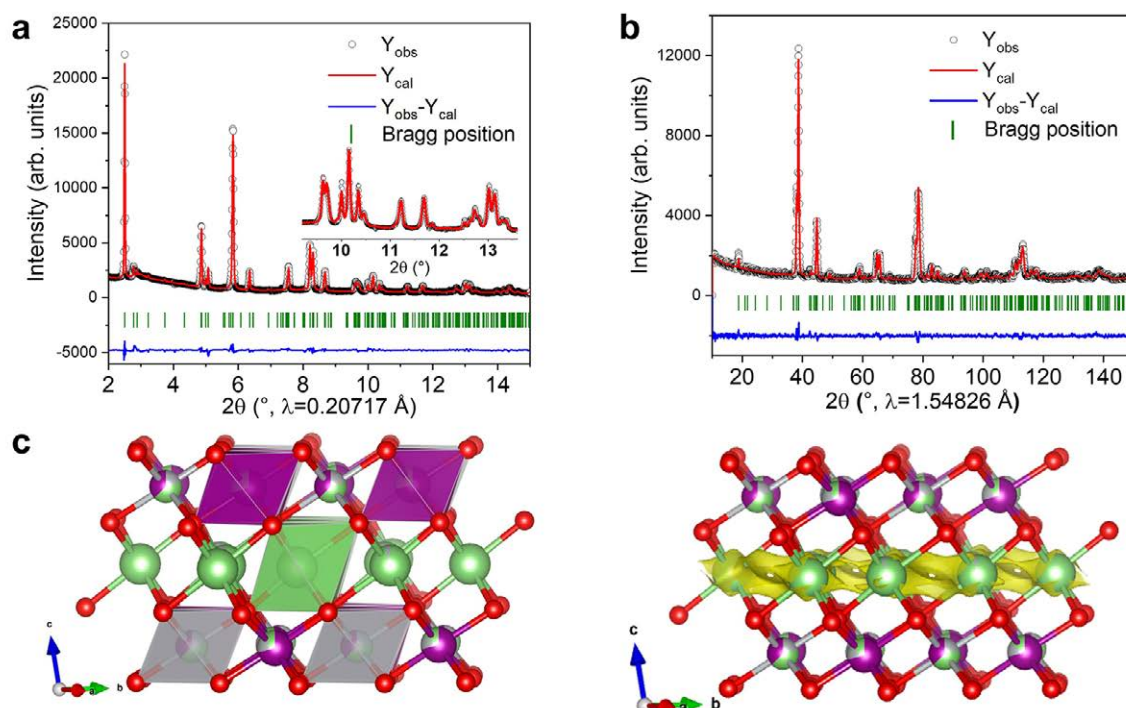 a
25000
20000
15000
10000
5000
0
-5000
Intensity (arb. units)
Yobs
Ycal
Yobs-Ycal
Bragg position
10 11 12 13
2θ (°)
2 4 6 8 10 12 14
2θ (°, λ=0.20717 Å)
b
12000
8000
4000
0
Intensity (arb. units)
Yobs
Ycal
Yobs-Ycal
Bragg position
20 40 60 80 100 120 140
2θ (°, λ=1.54826 Å)
c
c
a
b
c
b